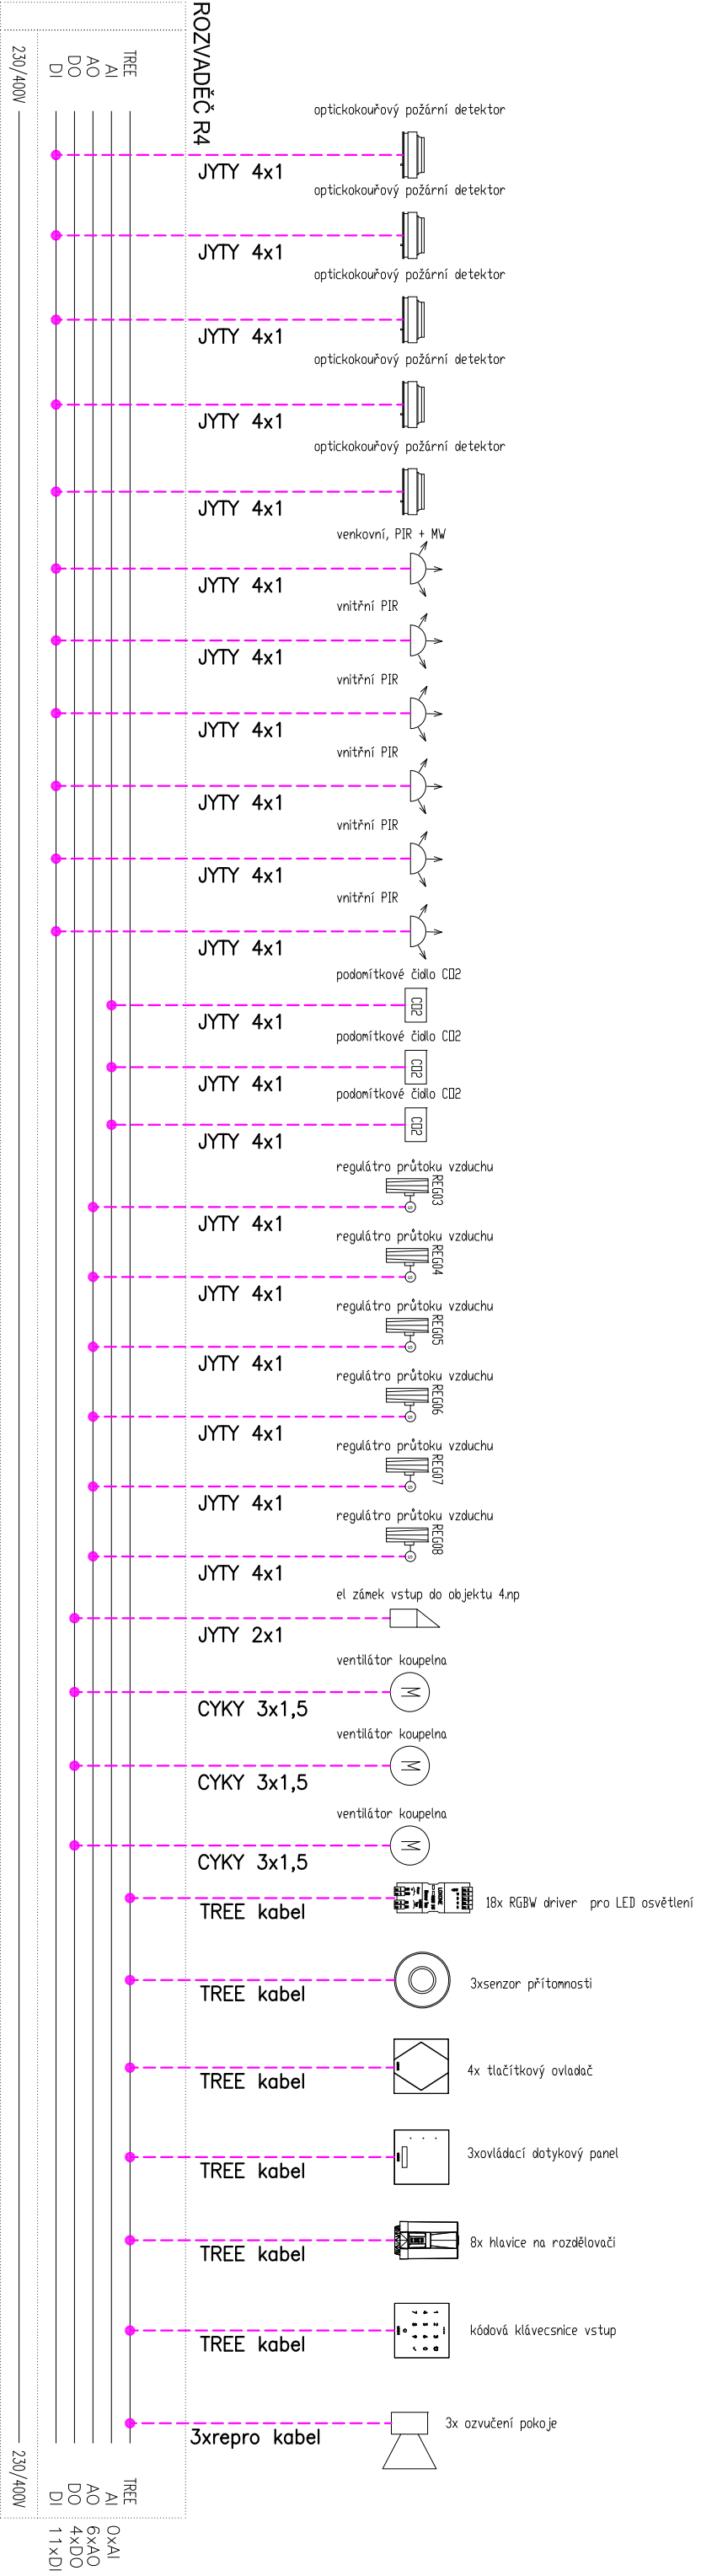 ROZVADĚČ R4
TREE
AI
AO
DO
DI
230/400V
optickokouřový požární detektor
JYTY 4x1
optickokouřový požární detektor
JYTY 4x1
optickokouřový požární detektor
JYTY 4x1
optickokouřový požární detektor
JYTY 4x1
optickokouřový požární detektor
JYTY 4x1
venkovní, PIR + MW
JYTY 4x1
vnitřní PIR
JYTY 4x1
vnitřní PIR
JYTY 4x1
vnitřní PIR
JYTY 4x1
vnitřní PIR
JYTY 4x1
vnitřní PIR
JYTY 4x1
podomítkové čidlo C▯2
C▯2
JYTY 4x1
podomítkové čidlo C▯2
C▯2
JYTY 4x1
podomítkové čidlo C▯2
C▯2
JYTY 4x1
regulátro průtoku vzduchu
REG03
S
JYTY 4x1
regulátro průtoku vzduchu
REG04
S
JYTY 4x1
regulátro průtoku vzduchu
REG05
S
JYTY 4x1
regulátro průtoku vzduchu
REG06
S
JYTY 4x1
regulátro průtoku vzduchu
REG07
S
JYTY 4x1
regulátro průtoku vzduchu
REG08
S
JYTY 4x1
el zámek vstup do objektu 4.np
JYTY 2x1
ventilátor koupelna
M
CYKY 3x1,5
ventilátor koupelna
M
CYKY 3x1,5
ventilátor koupelna
M
CYKY 3x1,5
18x RGBW driver pro LED osvětlení
TREE kabel
3xsenzor přítomnosti
TREE kabel
4x tlačítkový ovladač
TREE kabel
3xovládací dotykový panel
TREE kabel
8x hlavice na rozdělovači
TREE kabel
kódová klávecsnice vstup
TREE kabel
3x ozvučení pokoje
3xrepro kabel
TREE
AI 0xAI
AO 6xAO
DO 4xDO
DI 11xDI
230/400V